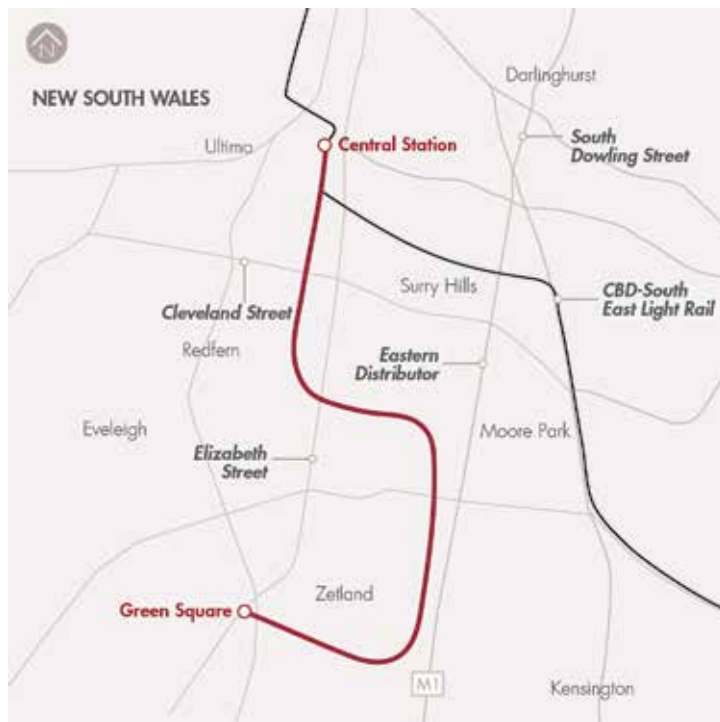 N
NEW SOUTH WALES
Darlinghurst
Ultima
Central Station
South
Dowling Street
Surry Hills
CBD-South
East Light Rail
Cleveland Street
Redfern
Eastern
Distributor
Eveleigh
Moore Park
Elizabeth
Street
Zetland
Green Square
M1
Kensington